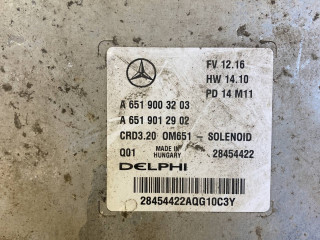 FV 12.16
HW 14.10
PD 14 M11
A 651 900 32 03
A 651 901 29 02
CRD3.20 OM651 - SOLENOID
Q01 MADE IN HUNGARY 28454422
DELPHI
28454422AQG10C3Y